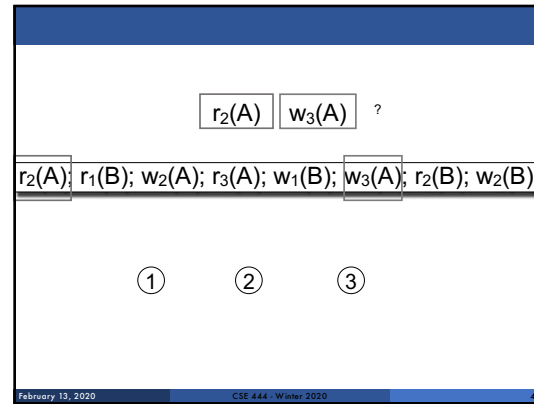 r₂(A) w₃(A) ?
r₂(A); r₁(B); w₂(A); r₃(A); w₁(B); w₃(A); r₂(B); w₂(B)
1 2 3
February 13, 2020 CSE 444 - Winter 2020 4